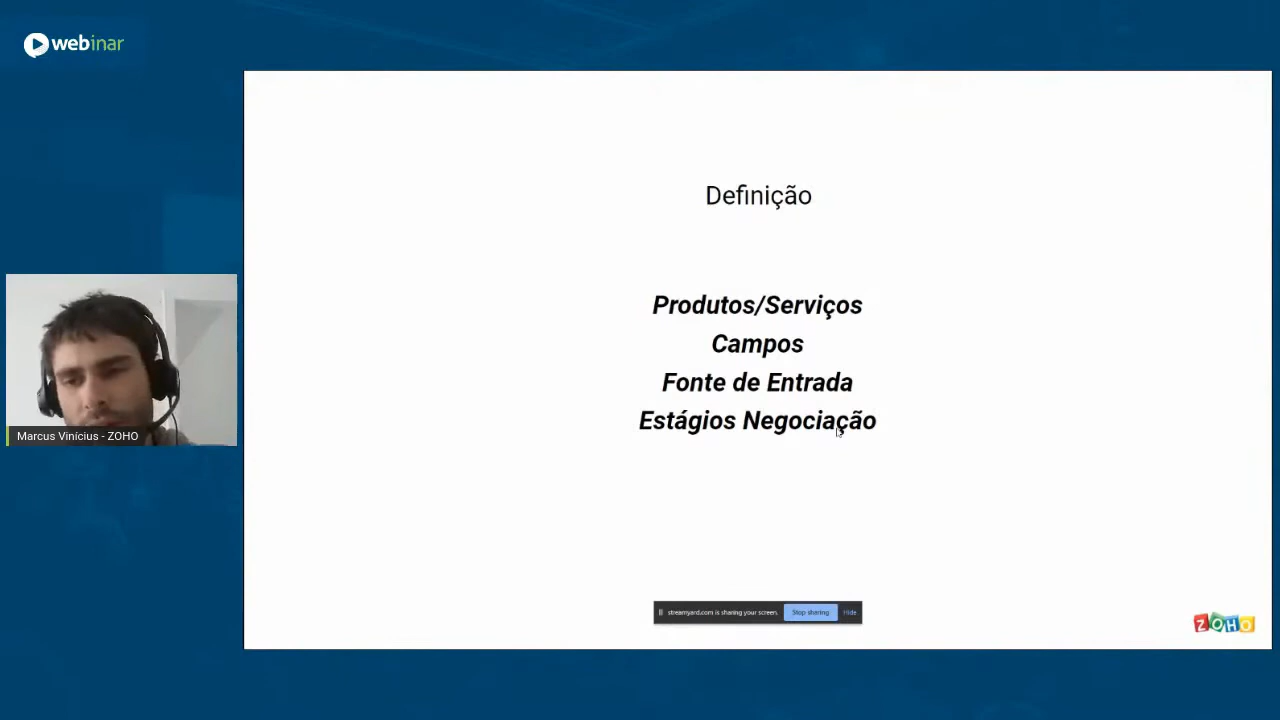 webinar
Definição
Produtos/Serviços
Campos
Fonte de Entrada
Estágios Negociação
Marcus Vinícius - ZOHO
streamyard.com is sharing your screen.
Stop sharing
Hide
ZOHO